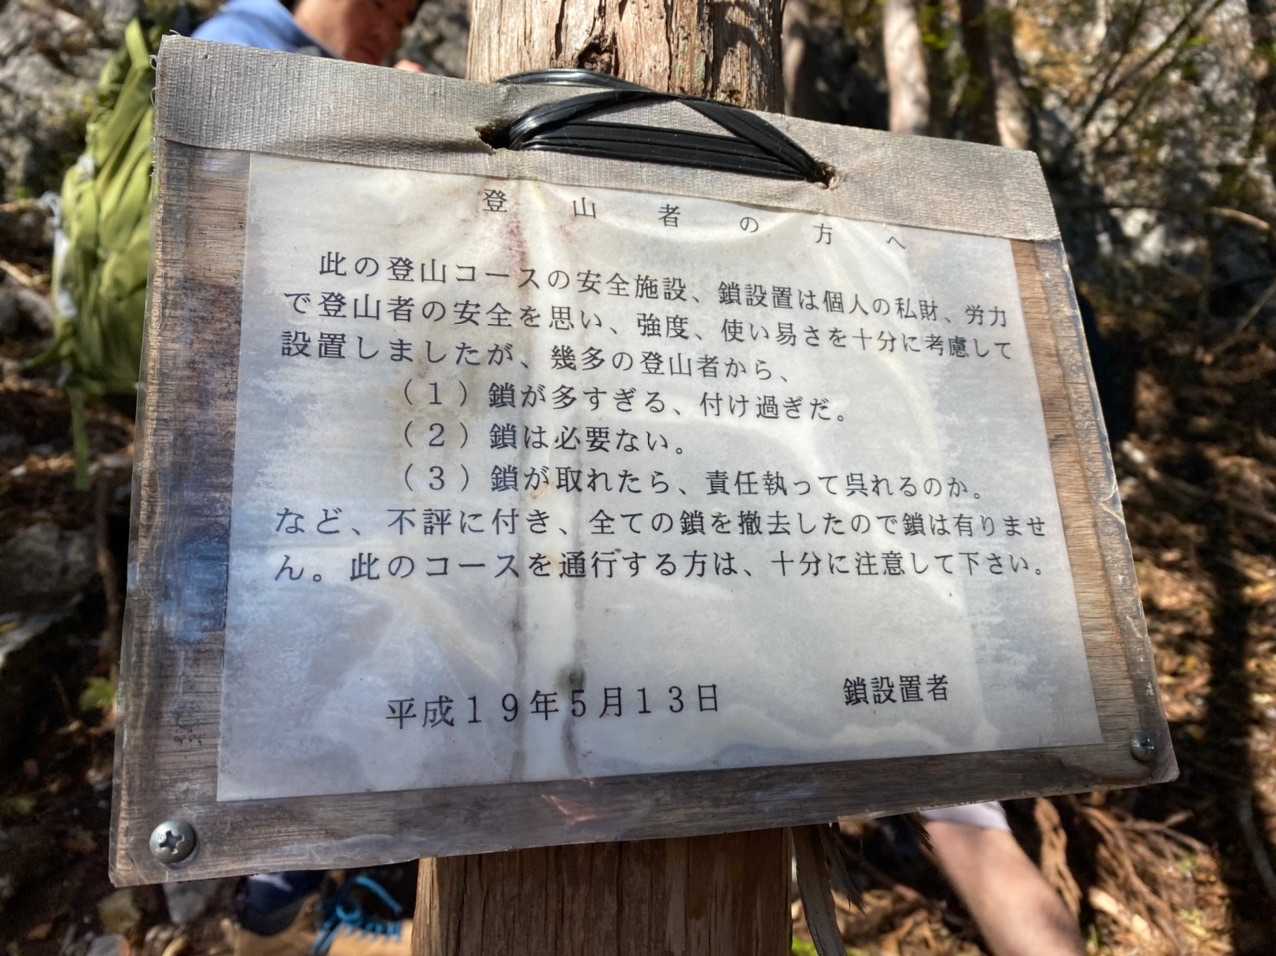 登山者の方へ
此の登山コースの安全施設、鎖設置は個人の私財、労力
で登山者の安全を思い、強度、使い易さを十分に考慮して
設置しましたが、幾多の登山者から、
（１）鎖が多すぎる、付け過ぎだ。
（２）鎖は必要ない。
（３）鎖が取れたら、責任執って呉れるのか。
など、不評に付き、全ての鎖を撤去したので鎖は有りませ
ん。此のコースを通行する方は、十分に注意して下さい。
平成１９年５月１３日　　　鎖設置者